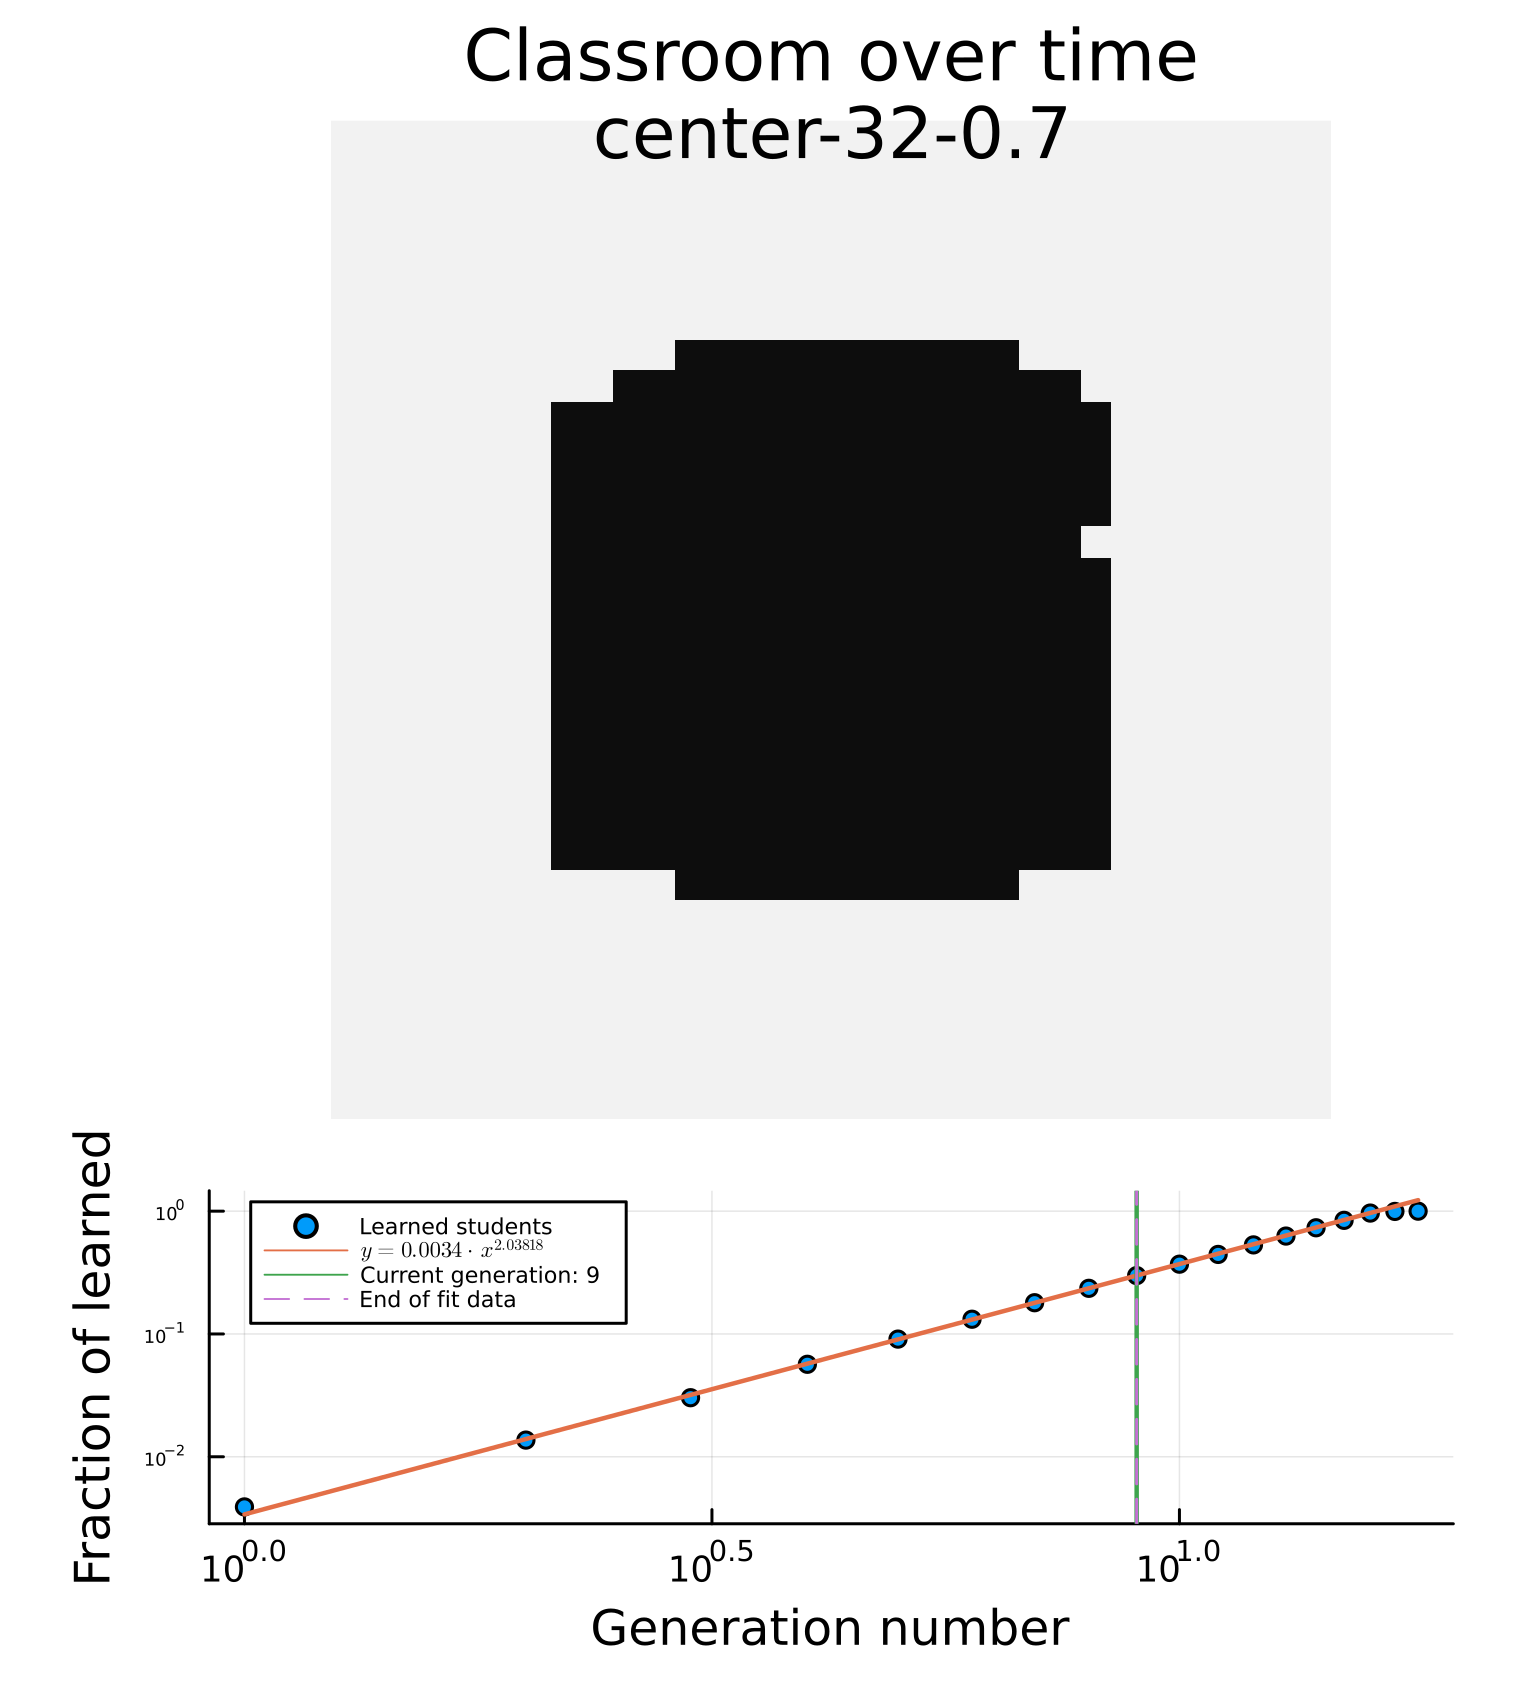 Classroom over time
center-32-0.7
Fraction of learned
10^0
10^−1
10^−2
Learned students
y = 0.0034 · x^2.03818
Current generation: 9
End of fit data
10^0.0 10^0.5 10^1.0
Generation number